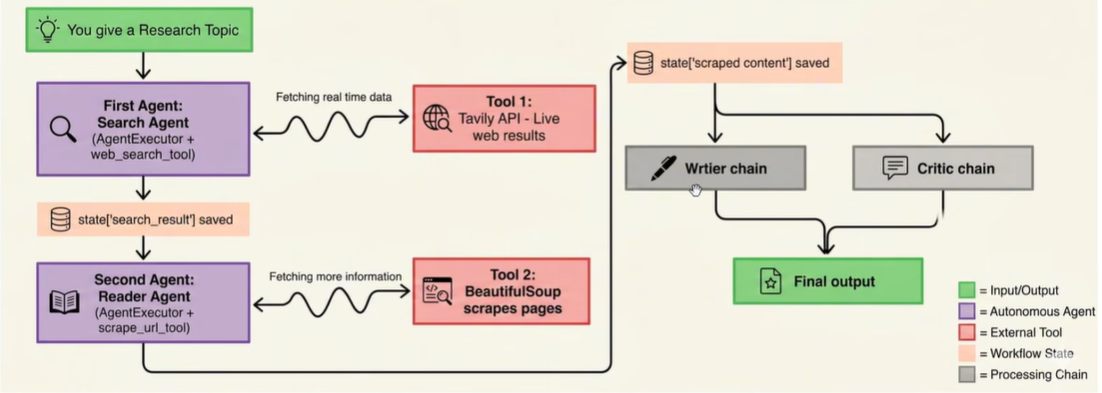 You give a Research Topic
First Agent:
Search Agent
(AgentExecutor +
web_search_tool)
Fetching real time data
Tool 1:
Tavily API - Live
web results
state['search_result'] saved
Second Agent:
Reader Agent
(AgentExecutor +
scrape_url_tool)
Fetching more information
Tool 2:
BeautifulSoup
scrapes pages
state['scraped content'] saved
Wrtier chain
Critic chain
Final output
= Input/Output
= Autonomous Agent
= External Tool
= Workflow State
= Processing Chain